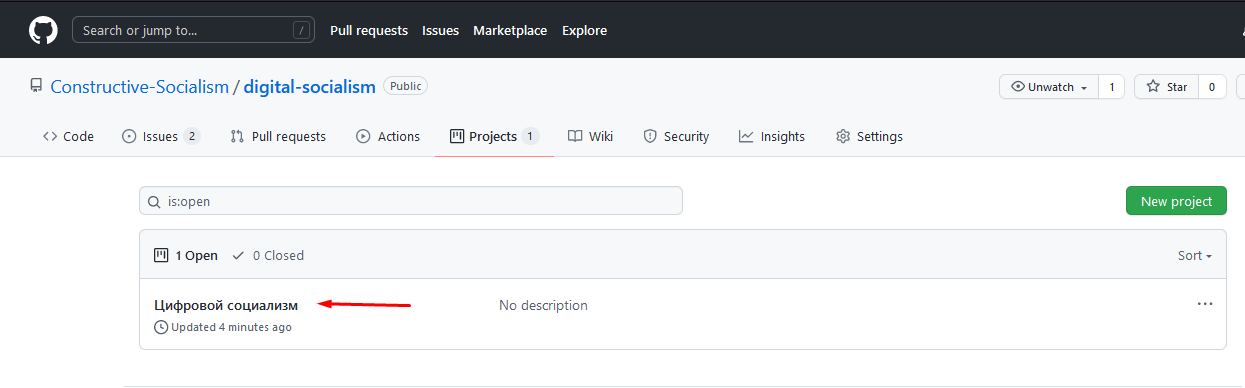 Search or jump to... / Pull requests Issues Marketplace Explore
Constructive-Socialism / digital-socialism Public Unwatch 1 Star 0
Code Issues 2 Pull requests Actions Projects 1 Wiki Security Insights Settings
is:open New project
1 Open 0 Closed Sort
Цифровой социализм No description ...
Updated 4 minutes ago